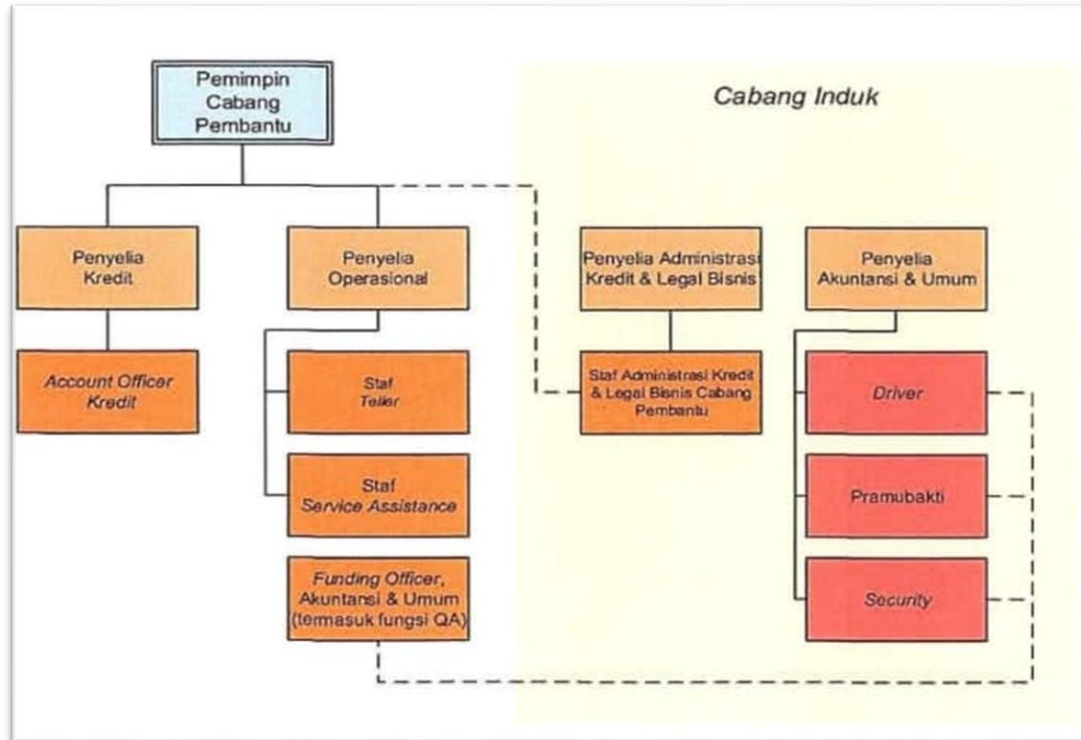 Pemimpin
Cabang
Pembantu
Cabang Induk
Penyelia
Kredit
Penyelia
Operasional
Penyelia Administrasi
Kredit & Legal Bisnis
Penyelia
Akuntansi & Umum
Account Officer
Kredit
Staf
Teller
Staf Administrasi Kredit
& Legal Bisnis Cabang
Pembantu
Driver
Staf
Service Assistance
Pramubakti
Funding Officer,
Akuntansi & Umum
(termasuk fungsi QA)
Security